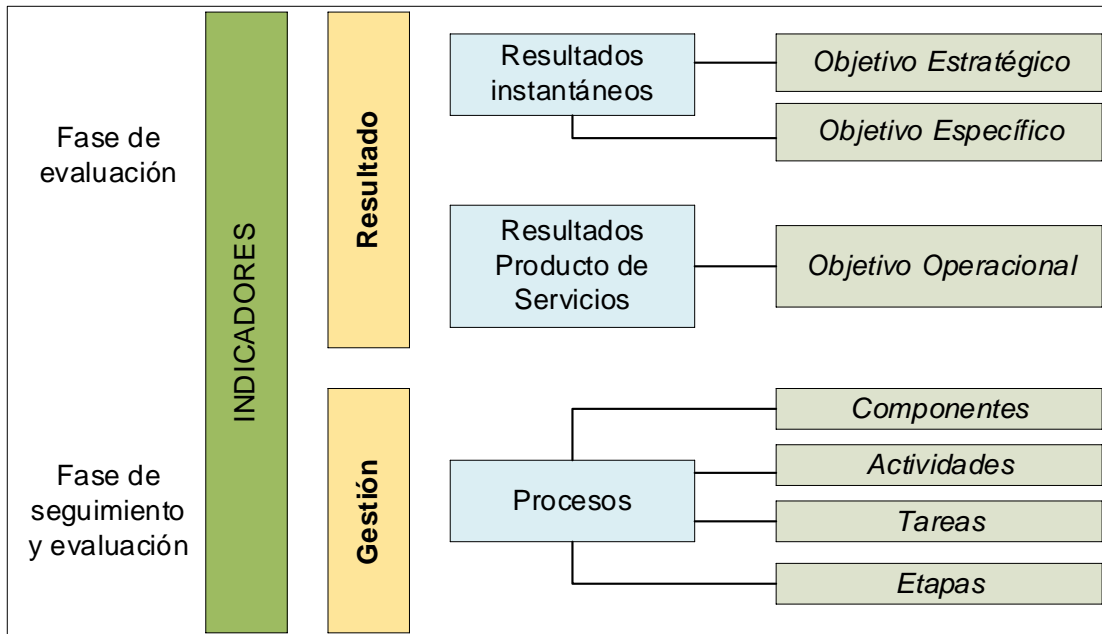 Fase de
evaluación
INDICADORES
Resultado
Resultados
instantáneos
Objetivo Estratégico
Objetivo Específico
Resultados
Producto de
Servicios
Objetivo Operacional
Fase de
seguimiento
y evaluación
Gestión
Procesos
Componentes
Actividades
Tareas
Etapas